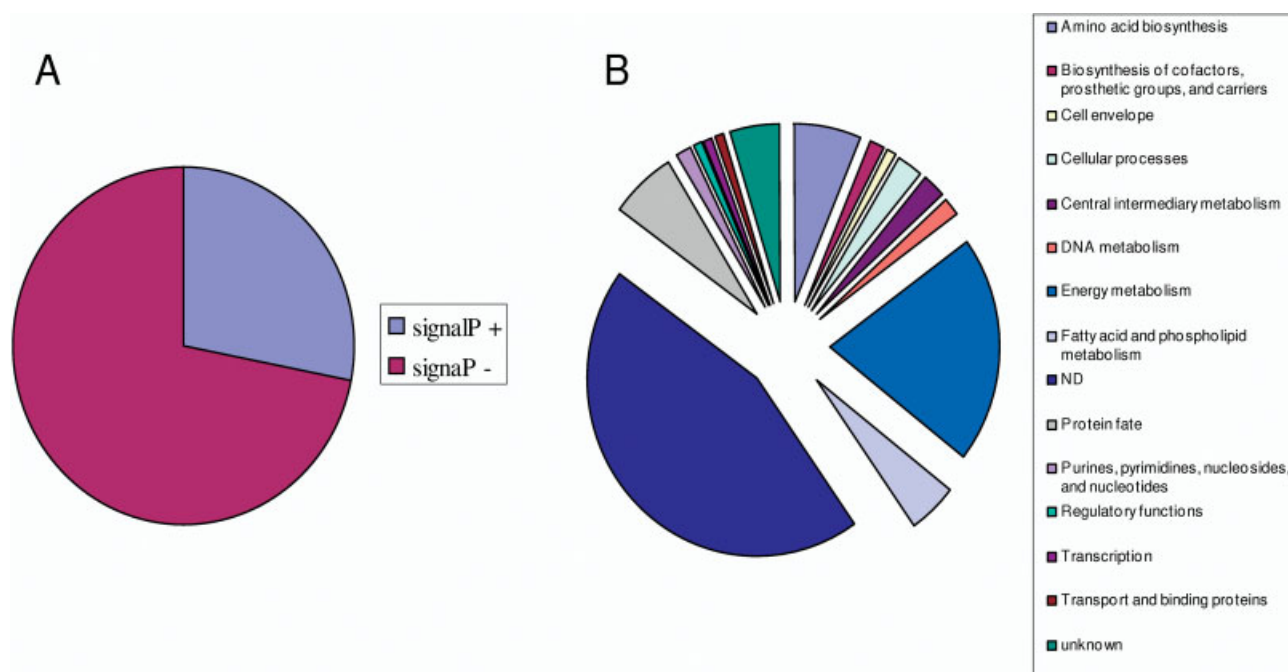 A
B
signalP +
signaP -
Amino acid biosynthesis
Biosynthesis of cofactors,
prosthetic groups, and carriers
Cell envelope
Cellular processes
Central intermediary metabolism
DNA metabolism
Energy metabolism
Fatty acid and phospholipid
metabolism
ND
Protein fate
Purines, pyrimidines, nucleosides,
and nucleotides
Regulatory functions
Transcription
Transport and binding proteins
unknown